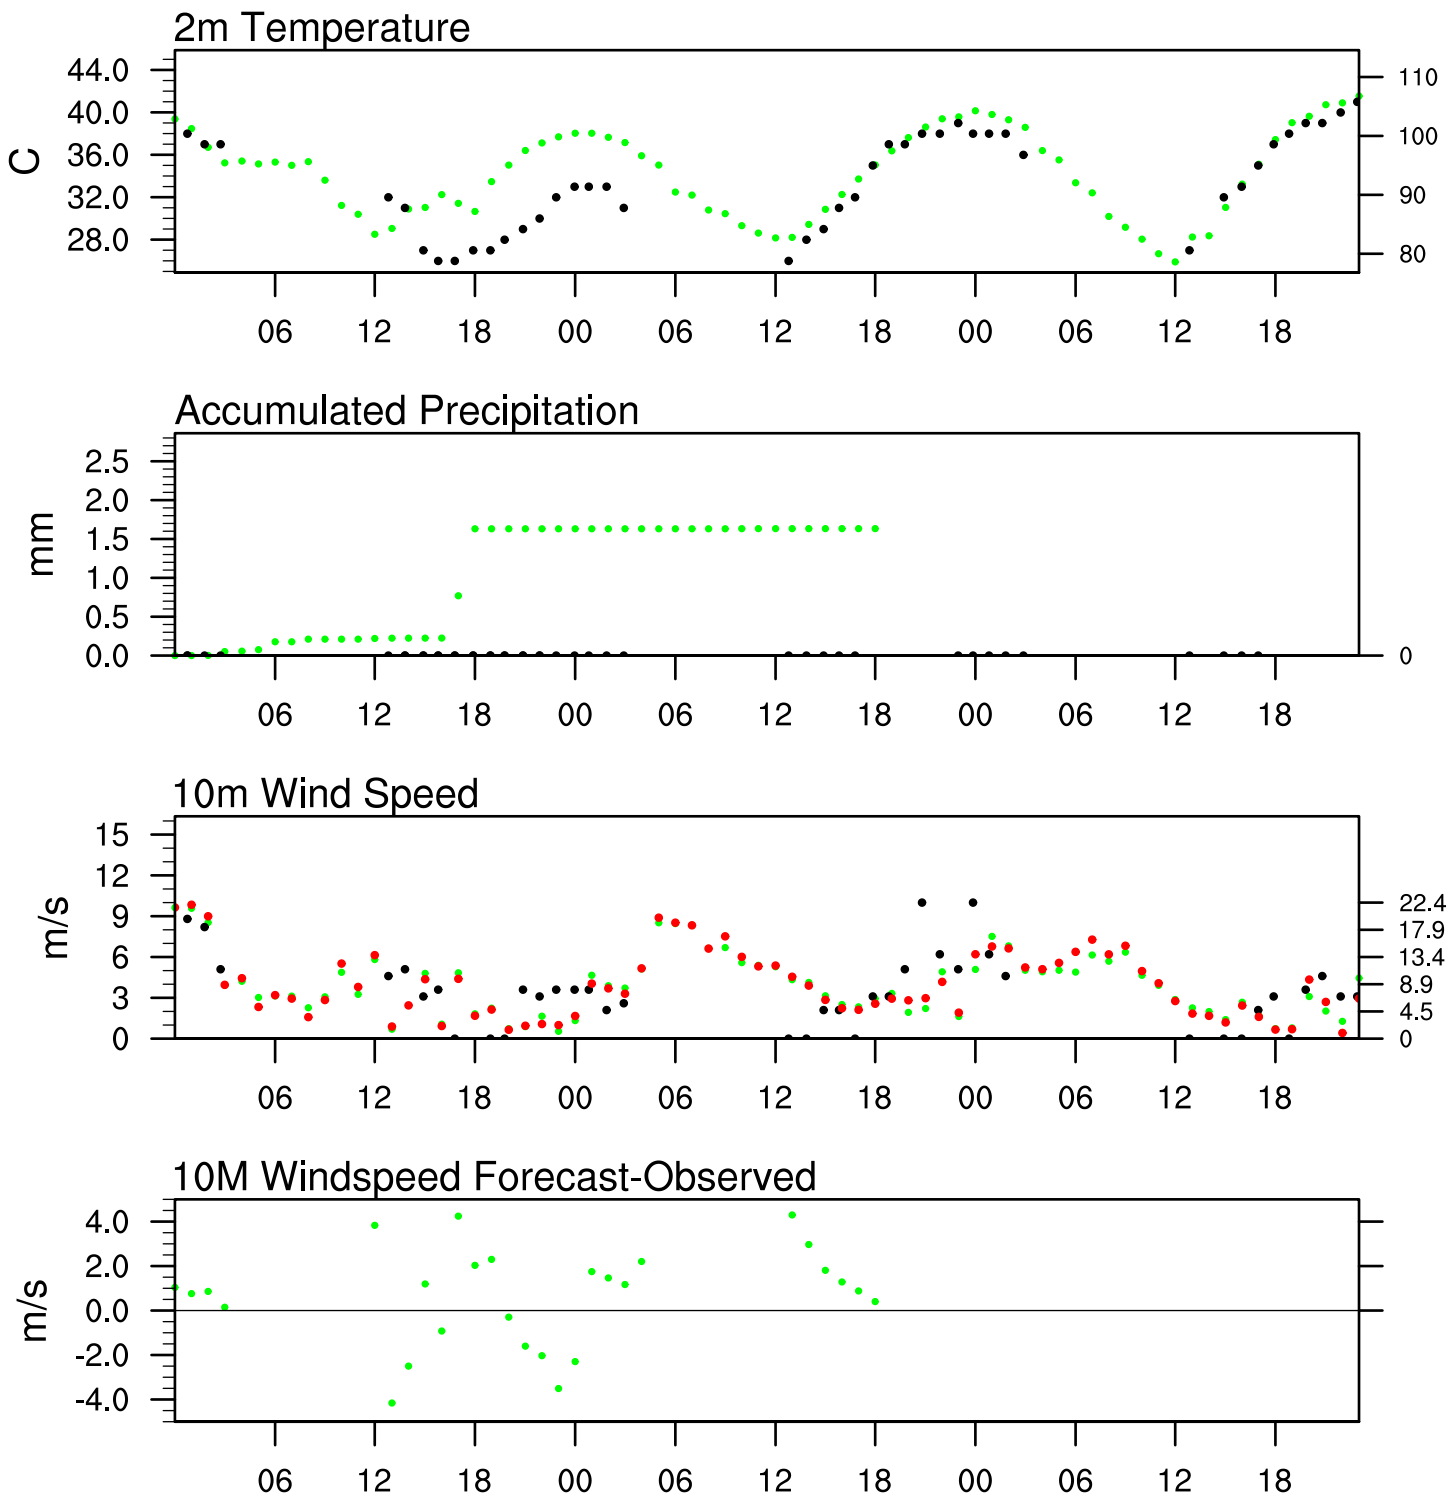 2m Temperature
44.0
40.0
36.0
32.0
28.0
C
110
100
90
80
06 12 18 00 06 12 18 00 06 12 18
Accumulated Precipitation
2.5
2.0
1.5
1.0
0.5
0.0
mm
0
06 12 18 00 06 12 18 00 06 12 18
10m Wind Speed
15
12
9
6
3
0
m/s
22.4
17.9
13.4
8.9
4.5
0
06 12 18 00 06 12 18 00 06 12 18
10M Windspeed Forecast-Observed
4.0
2.0
0.0
-2.0
-4.0
m/s
06 12 18 00 06 12 18 00 06 12 18